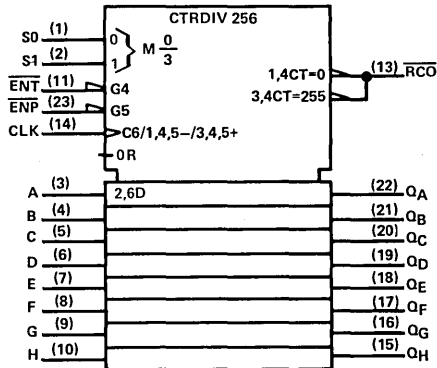 CTRDIV 256
S0 (1) 0
S1 (2) 1
M 0/3
ENT (11) G4
ENP (23) G5
CLK (14) C6/1,4,5−/3,4,5+
0R
1,4CT=0 (13) RCO
3,4CT=255
A (3) 2,6D (22) QA
B (4) (21) QB
C (5) (20) QC
D (6) (19) QD
E (7) (18) QE
F (8) (17) QF
G (9) (16) QG
H (10) (15) QH